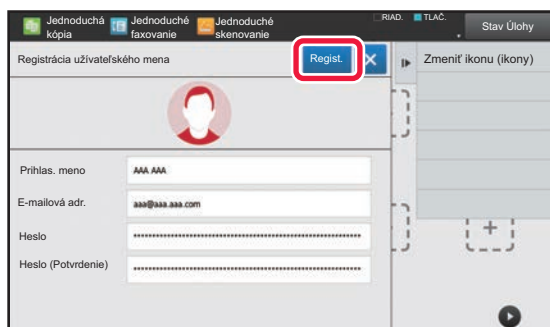 Jednoduchá kópia
Jednoduché faxovanie
Jednoduché skenovanie
RIAD.
TLAČ.
Stav Úlohy
Registrácia užívateľského mena
Regist.
Zmeniť ikonu (ikony)
Prihlas. meno
AAA AAA
E-mailová adr.
aaa@aaa.aaa.com
Heslo
Heslo (Potvrdenie)